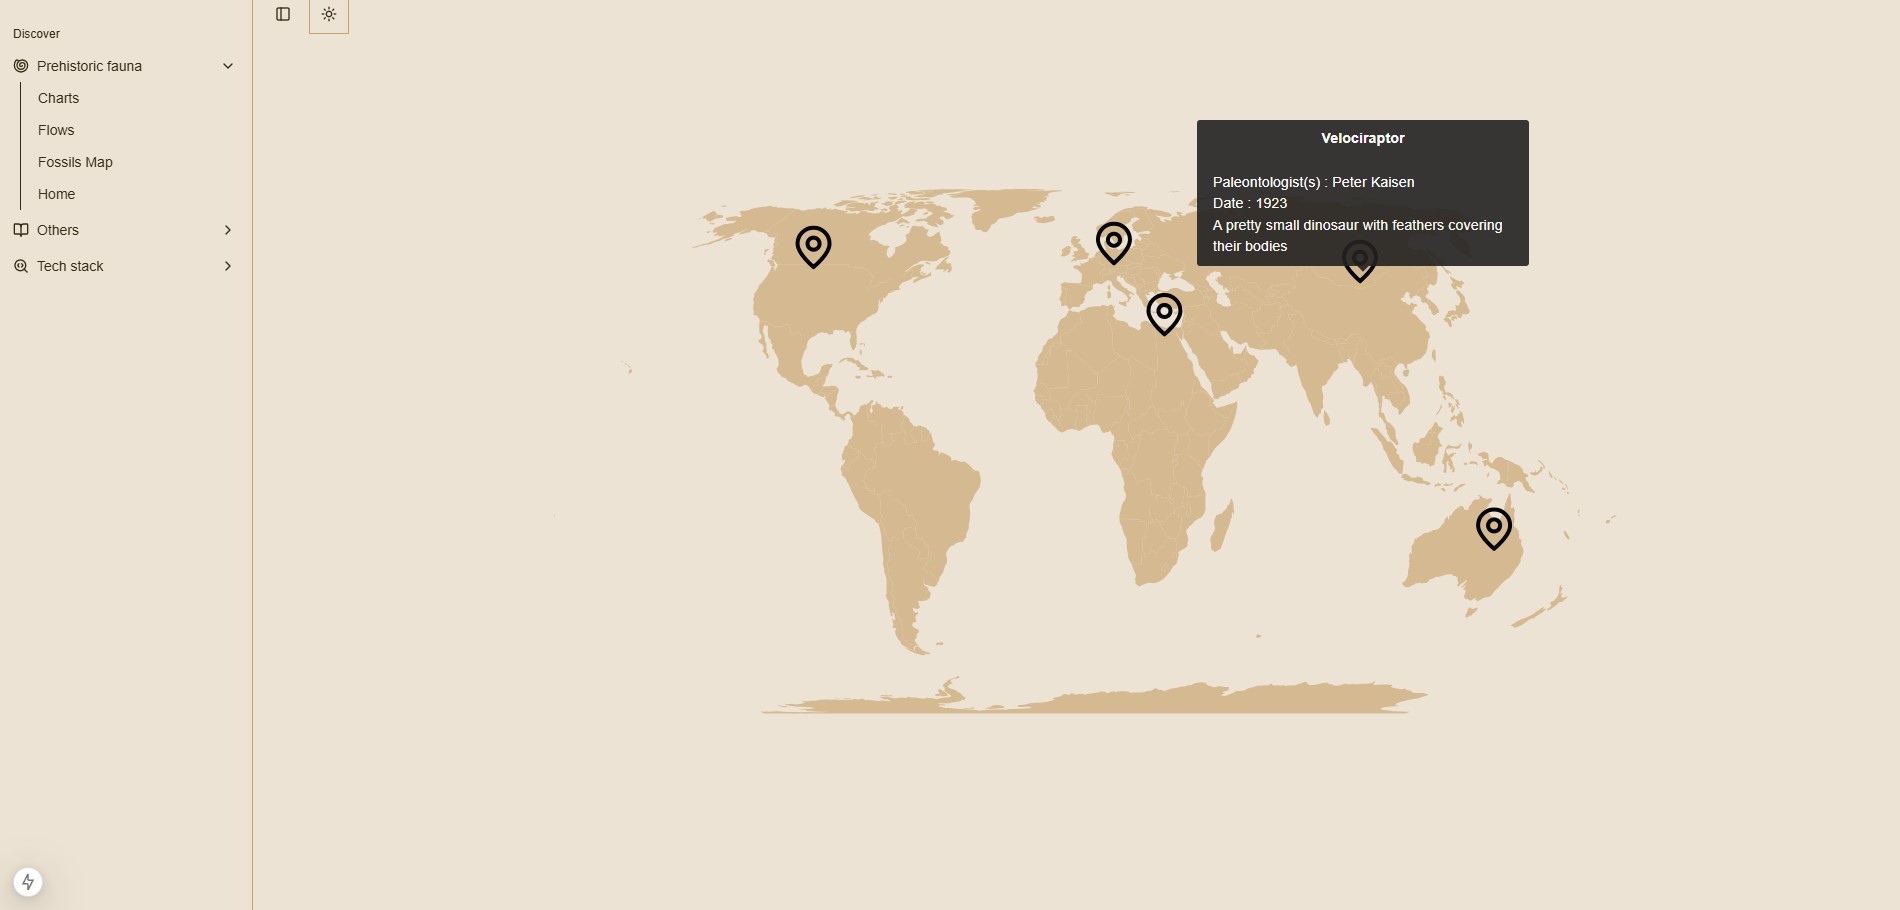 Discover
Prehistoric fauna
Charts
Flows
Fossils Map
Home
Others
Tech stack
Velociraptor
Paleontologist(s) : Peter Kaisen
Date : 1923
A pretty small dinosaur with feathers covering
their bodies